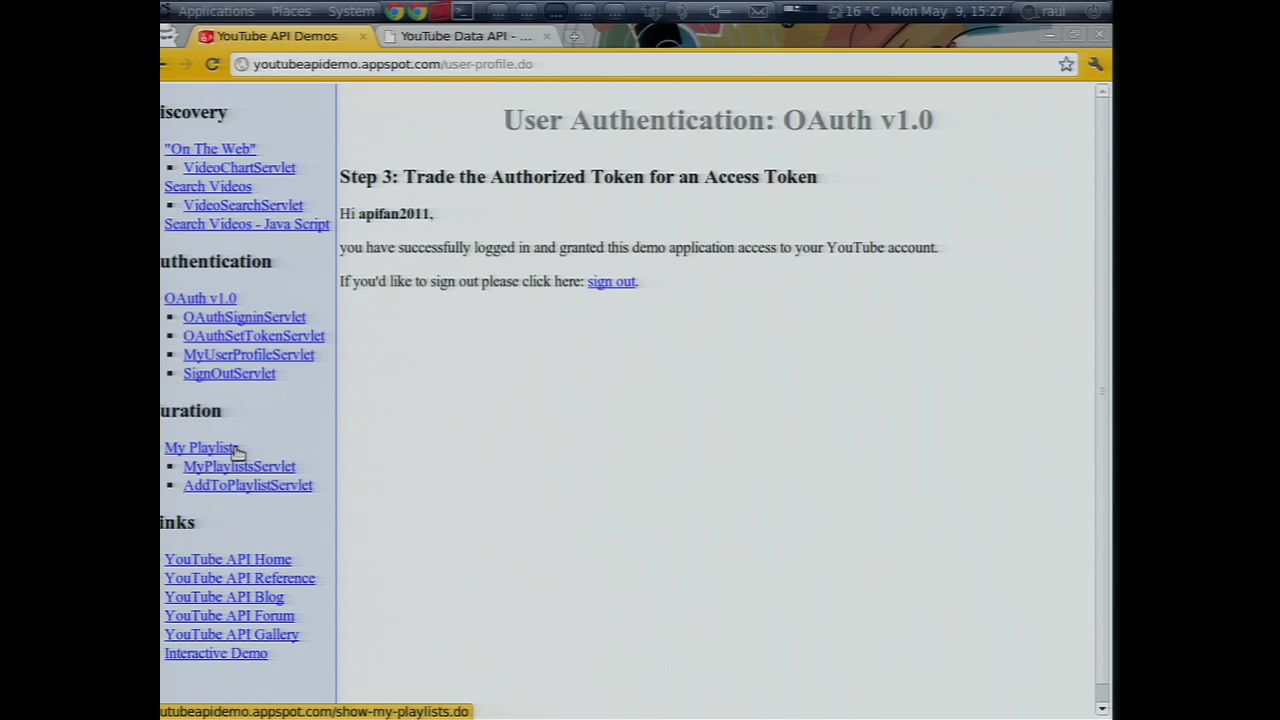 Applications Places System 16 °C Mon May 9, 15:27 raul
YouTube API Demos × YouTube Data API - ... ×
youtubeapidemo.appspot.com/user-profile.do
iscovery
"On The Web"
VideoChartServlet
Search Videos
VideoSearchServlet
Search Videos - Java Script
uthentication
OAuth v1.0
OAuthSigninServlet
OAuthSetTokenServlet
MyUserProfileServlet
SignOutServlet
uration
My Playlists
MyPlaylistsServlet
AddToPlaylistServlet
inks
YouTube API Home
YouTube API Reference
YouTube API Blog
YouTube API Forum
YouTube API Gallery
Interactive Demo
User Authentication: OAuth v1.0
Step 3: Trade the Authorized Token for an Access Token
Hi apifan2011,
you have successfully logged in and granted this demo application access to your YouTube account.
If you'd like to sign out please click here: sign out.
utubeapidemo.appspot.com/show-my-playlists.do